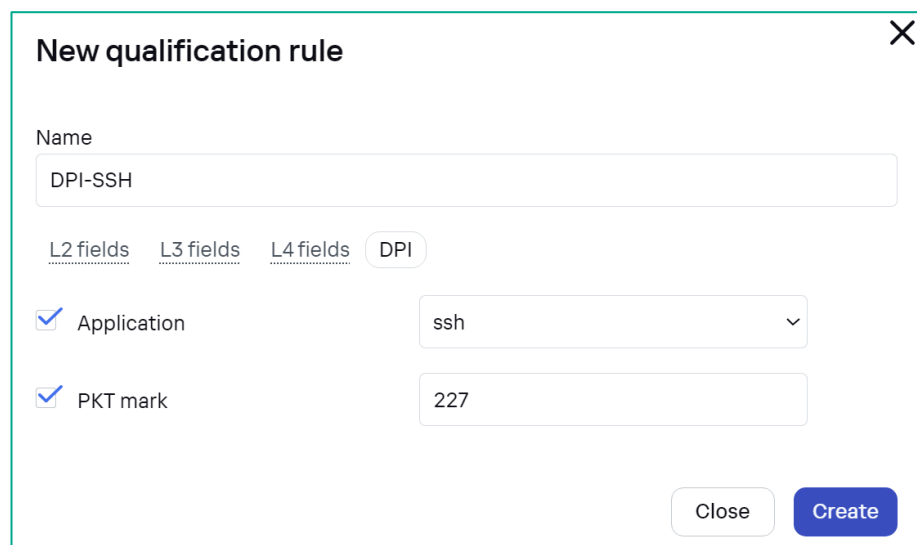 New qualification rule
Name
DPI-SSH
L2 fields L3 fields L4 fields DPI
Application ssh
PKT mark 227
Close Create